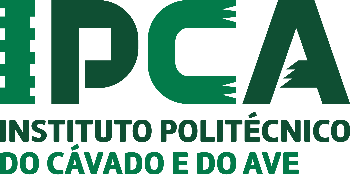 IPCA
INSTITUTO POLITÉCNICO
DO CÁVADO E DO AVE